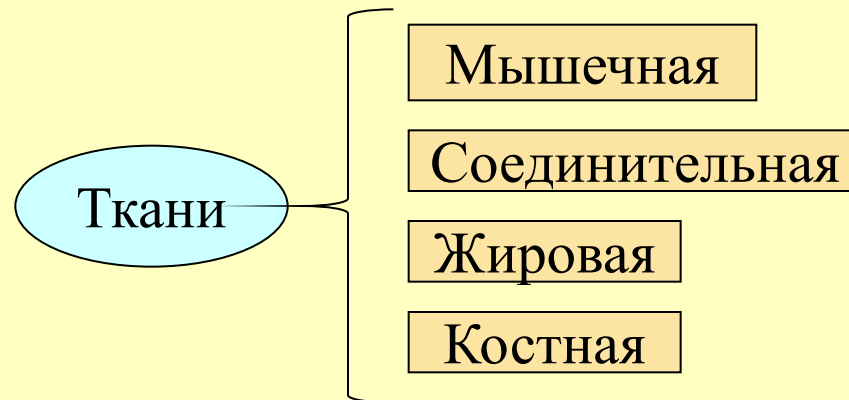 Мышечная
Соединительная
Ткани
Жировая
Костная